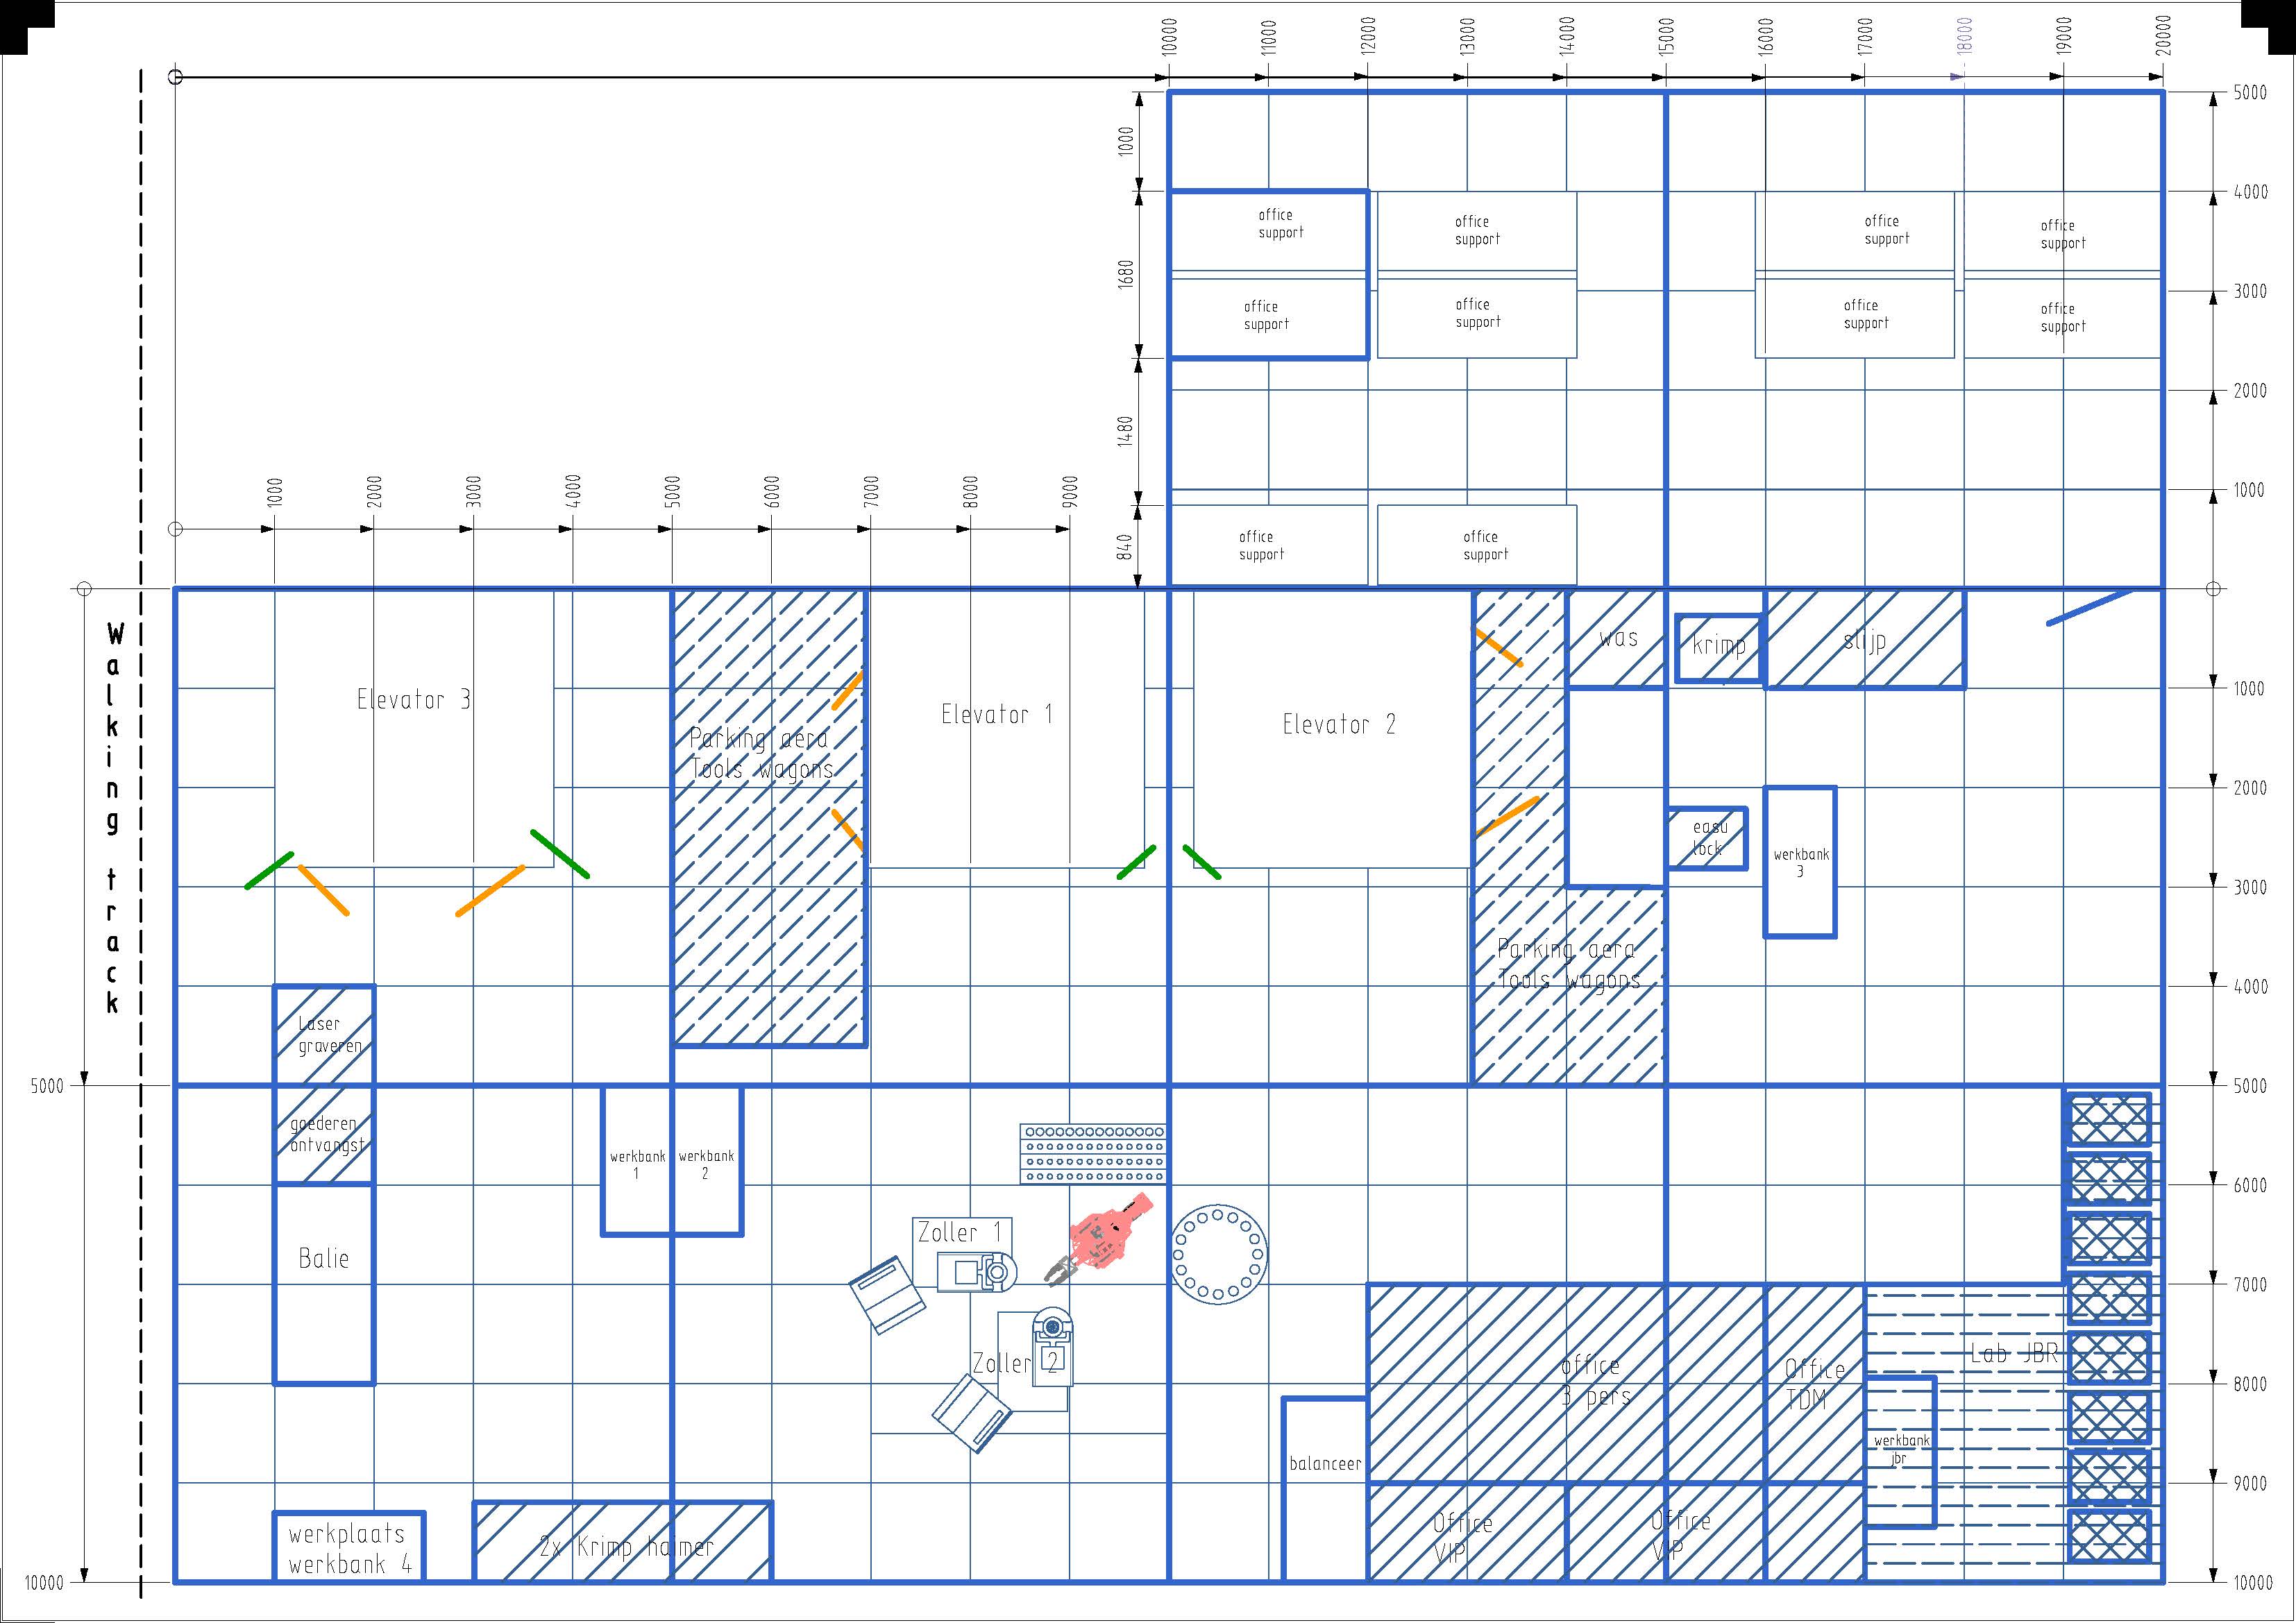 10000
11000
12000
13000
14000
15000
16000
17000
18000
19000
20000
5000
1000
4000
office
support
office
support
office
support
office
support
1680
3000
office
support
office
support
office
support
office
support
2000
1480
1000
1000
2000
3000
4000
5000
6000
7000
8000
9000
840
office
support
office
support
Walking track
was
krimp
slijp
Elevator 3
Elevator 1
Elevator 2
1000
Parking aera
Tools wagons
2000
easu
lock
werkbank
3
3000
Parking aera
Tools wagons
4000
Laser
graveren
5000
5000
goederen
ontvangst
werkbank
1
werkbank
2
6000
Zoller 1
Balie
7000
Zoller 2
office
3 pers
Office
TDM
Lab JBR
8000
balanceer
werkbank
jbr
9000
werkplaats
werkbank 4
2x Krimp haimer
Office
VIP
Office
VIP
10000
10000